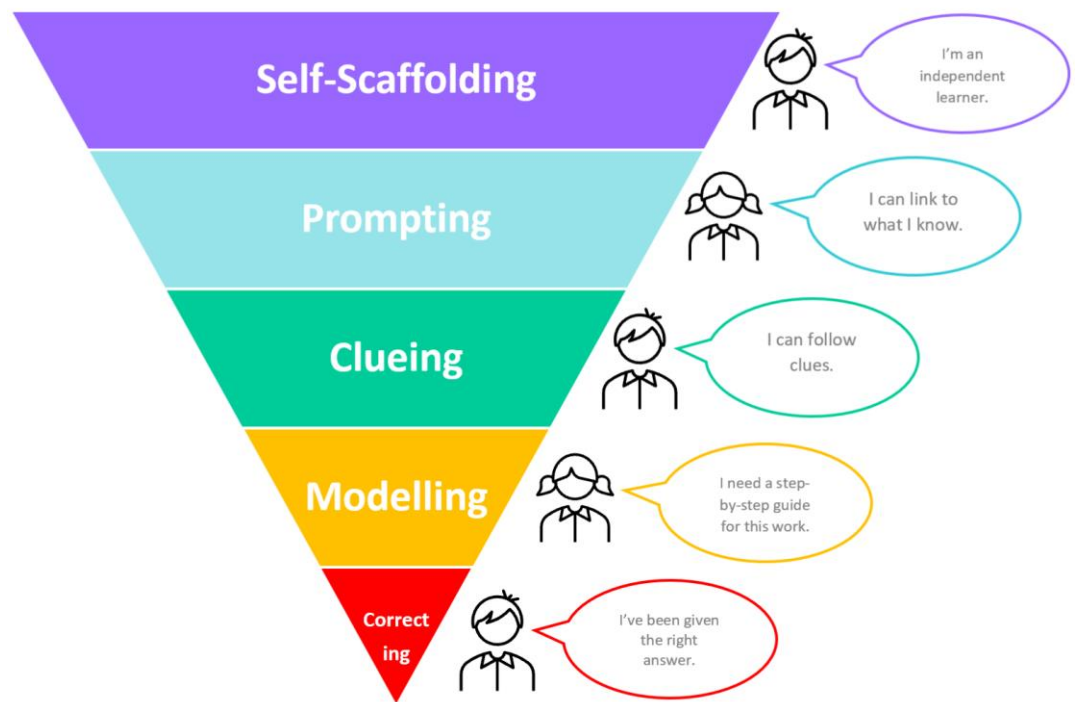 Self-Scaffolding
I'm an
independent
learner.
Prompting
I can link to
what I know.
Clueing
I can follow
clues.
Modelling
I need a step-
by-step guide
for this work.
Correct
ing
I've been given
the right
answer.